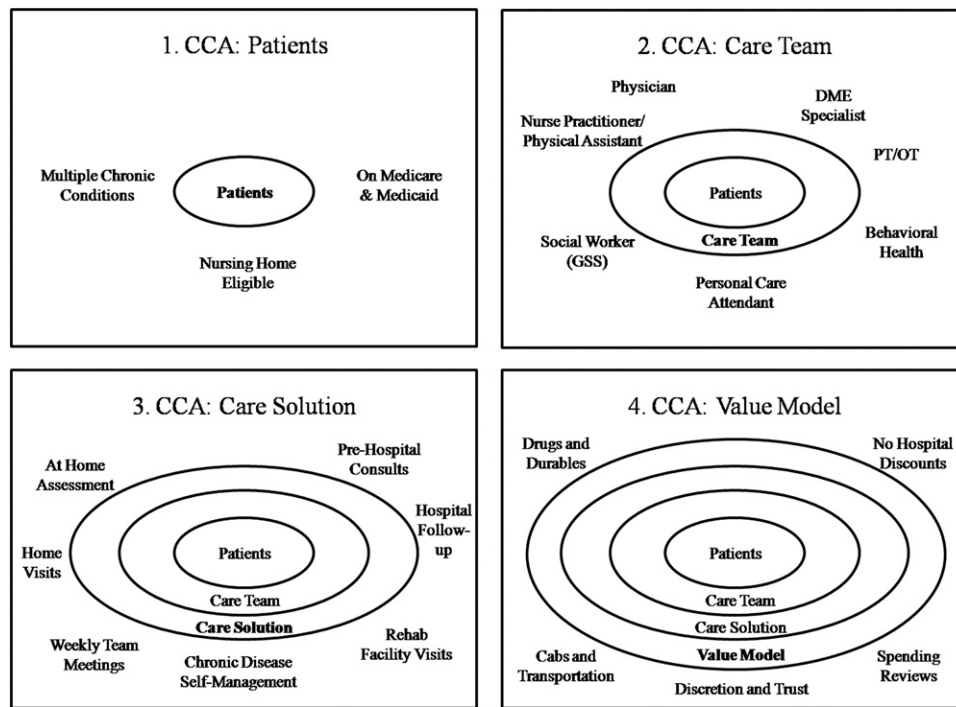 1. CCA: Patients
Multiple Chronic
Conditions
Patients
On Medicare
& Medicaid
Nursing Home
Eligible
2. CCA: Care Team
Physician
DME
Specialist
Nurse Practitioner/
Physical Assistant
PT/OT
Patients
Care Team
Social Worker
(GSS)
Behavioral
Health
Personal Care
Attendant
3. CCA: Care Solution
Pre-Hospital
Consults
At Home
Assessment
Hospital
Follow-
up
Home
Visits
Patients
Care Team
Care Solution
Weekly Team
Meetings
Chronic Disease
Self-Management
Rehab
Facility Visits
4. CCA: Value Model
Drugs and
Durables
No Hospital
Discounts
Patients
Care Team
Care Solution
Value Model
Cabs and
Transportation
Discretion and Trust
Spending
Reviews